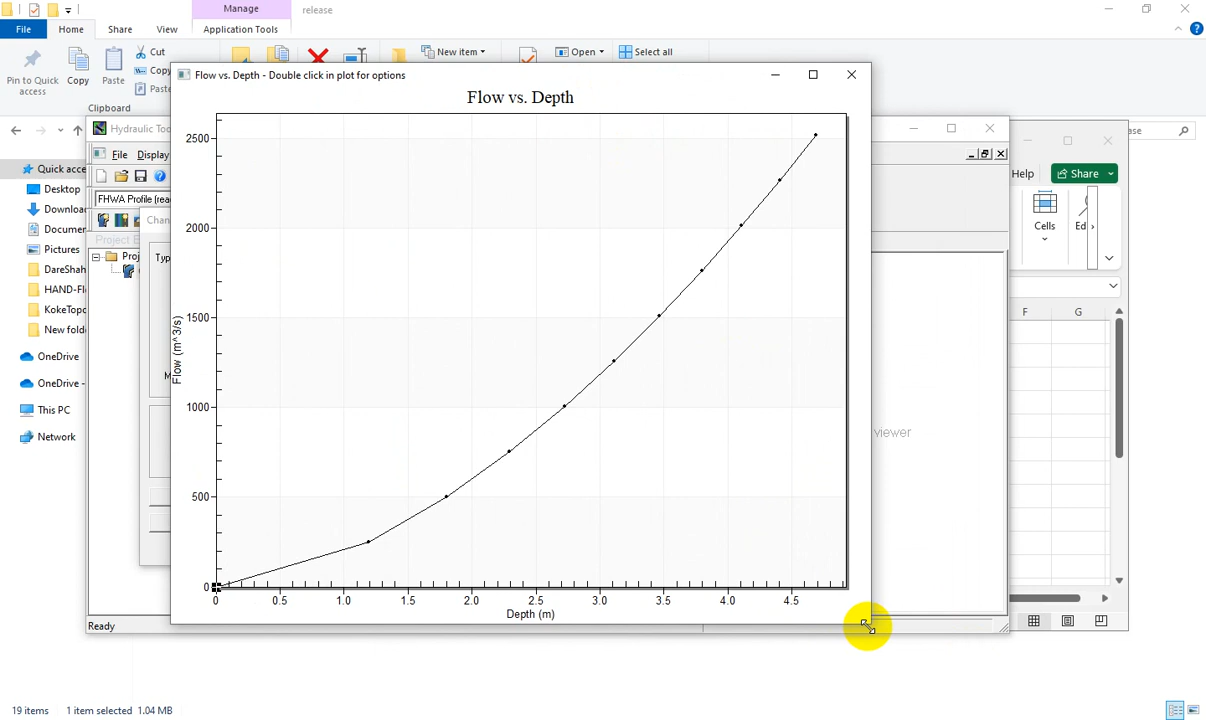 Manage
release
File
Home
Share
View
Application Tools
Pin to Quick access
Copy
Paste
Cut
Copy
Paste
New item
Open
Select all
Clipboard
Flow vs. Depth - Double click in plot for options
Flow vs. Depth
Hydraulic Too
File
Display
FHWA Profile (rea
Chan
Project E
Proj
Typ
M
Ready
Quick acce
Desktop
Downloa
Documen
Pictures
DareShah
HAND-Fl
KokeTopo
New folde
OneDrive
OneDrive -
This PC
Network
Flow (m^3/s)
2500
2000
1500
1000
500
0
0
0.5
1.0
1.5
2.0
2.5
3.0
3.5
4.0
4.5
Depth (m)
viewer
ase
Help
Share
Cells
Ed
F
G
19 items
1 item selected 1.04 MB